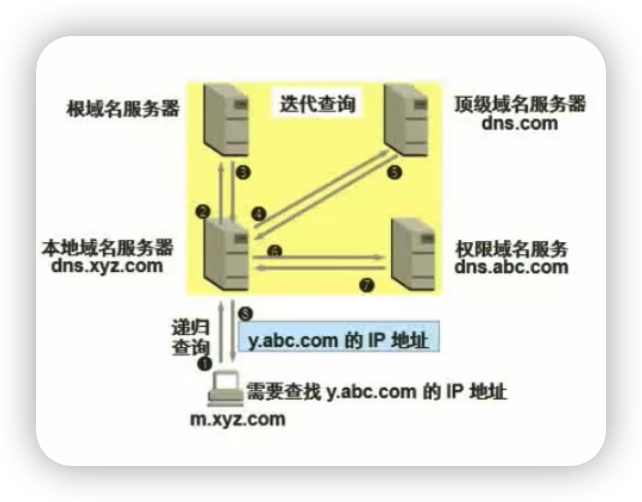 迭代查询
根域名服务器
顶级域名服务器
dns.com
❸
❺
❷
❹
本地域名服务器
dns.xyz.com
❻
权限域名服务
dns.abc.com
❼
递归
查询
❽
y.abc.com 的 IP 地址
❶
需要查找 y.abc.com 的 IP 地址
m.xyz.com